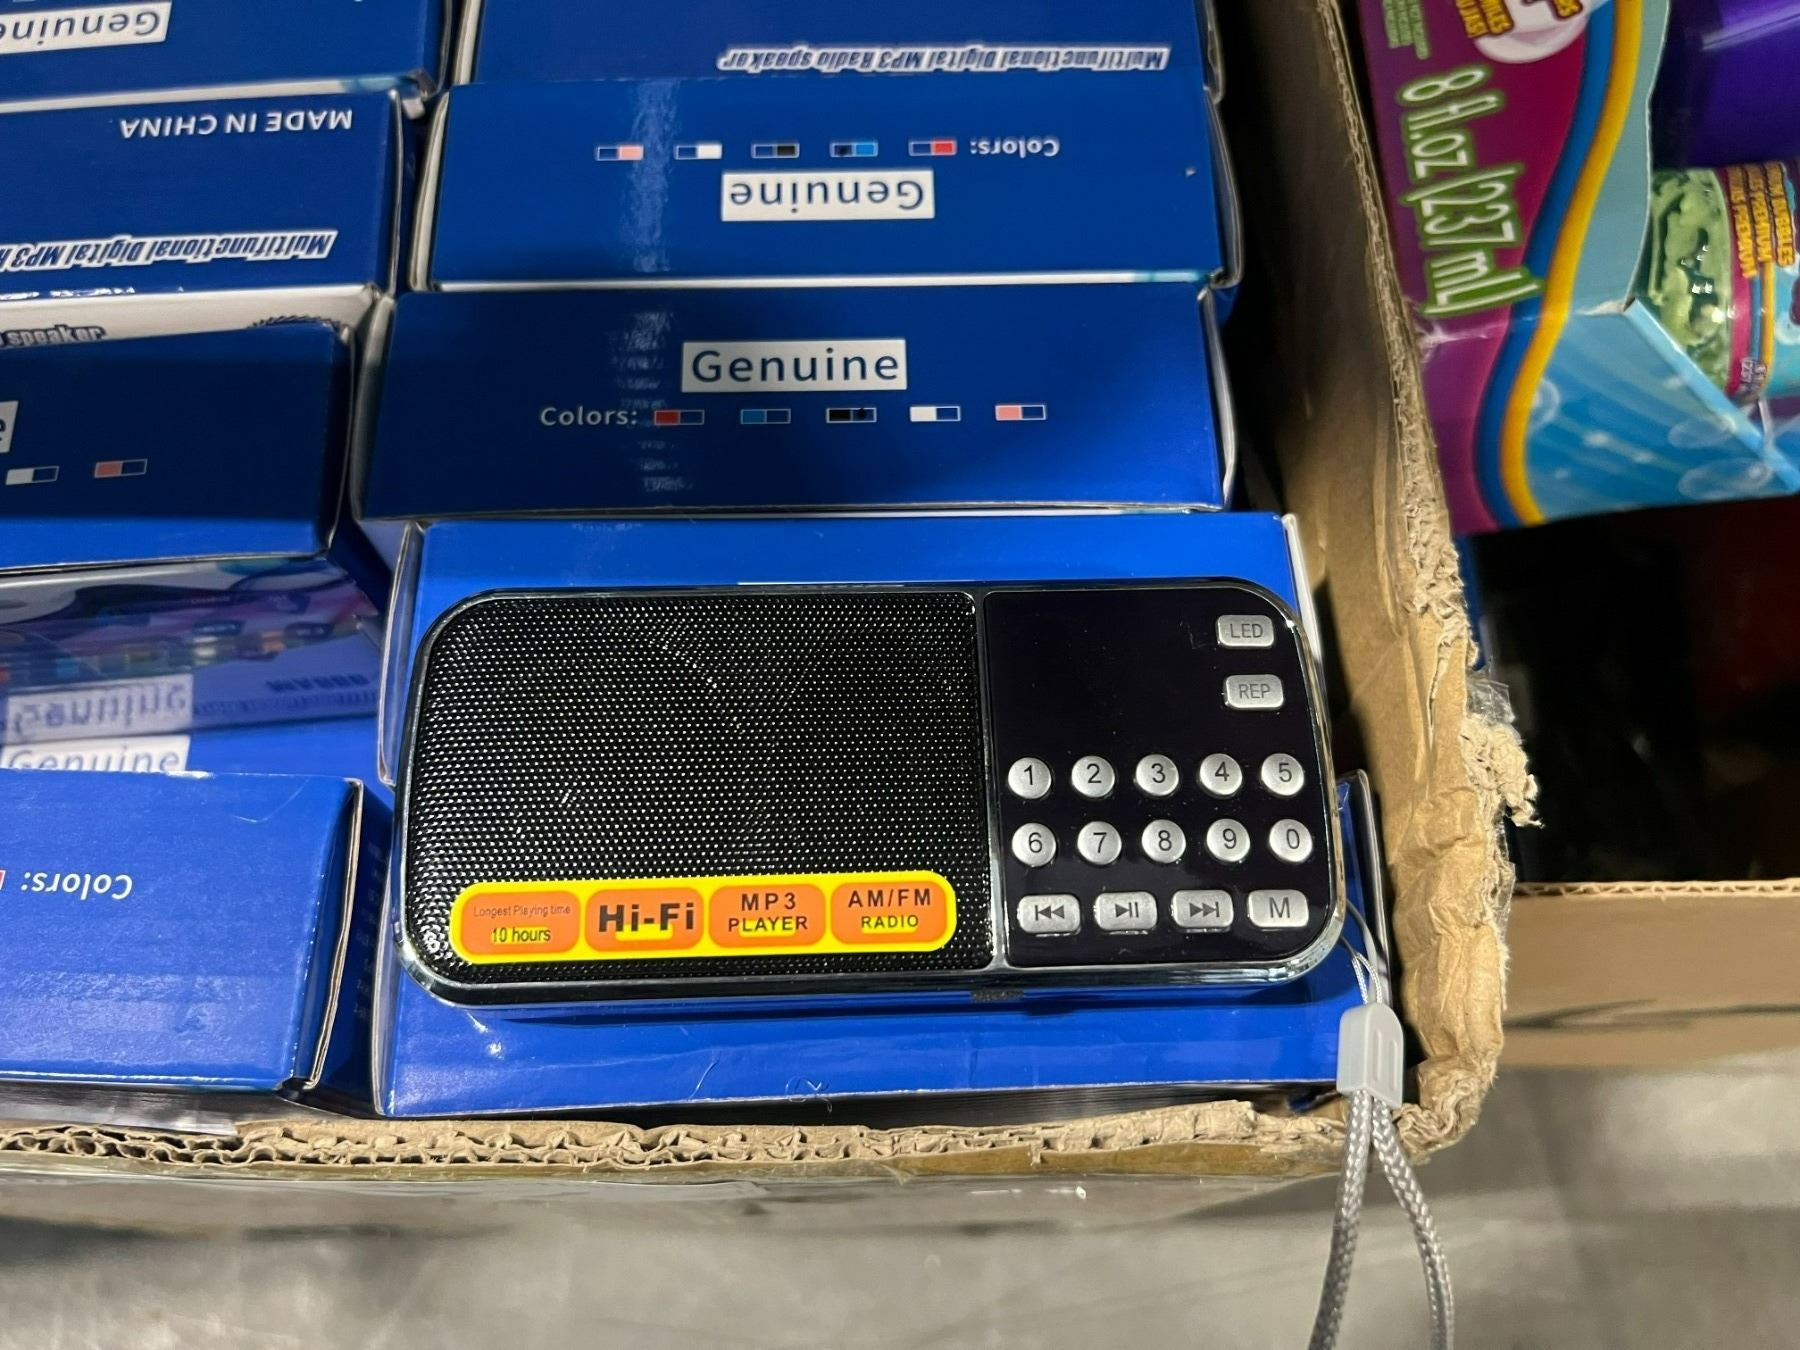 Genuine
Multifunctional Digital MP3 Radio speaker
MADE IN CHINA
Colors:
Genuine
Multifunctional Digital MP3
speaker
Genuine
Colors:
Genuine
Genuine
Colors:
LED
REP
1 2 3 4 5
6 7 8 9 0
M
Longest Playing time
10 hours
Hi-Fi
MP3
PLAYER
AM/FM
RADIO
8 fl.oz (237 mL)